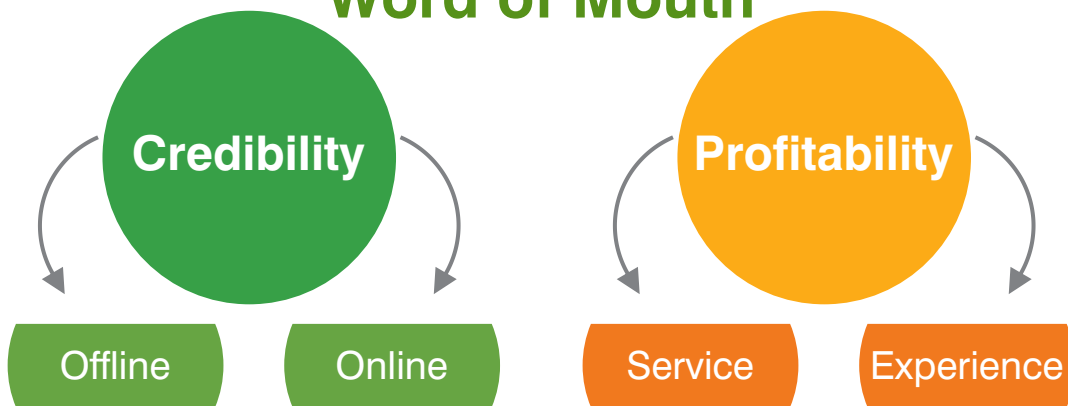 Word of Mouth
Credibility
Profitability
Offline
Online
Service
Experience